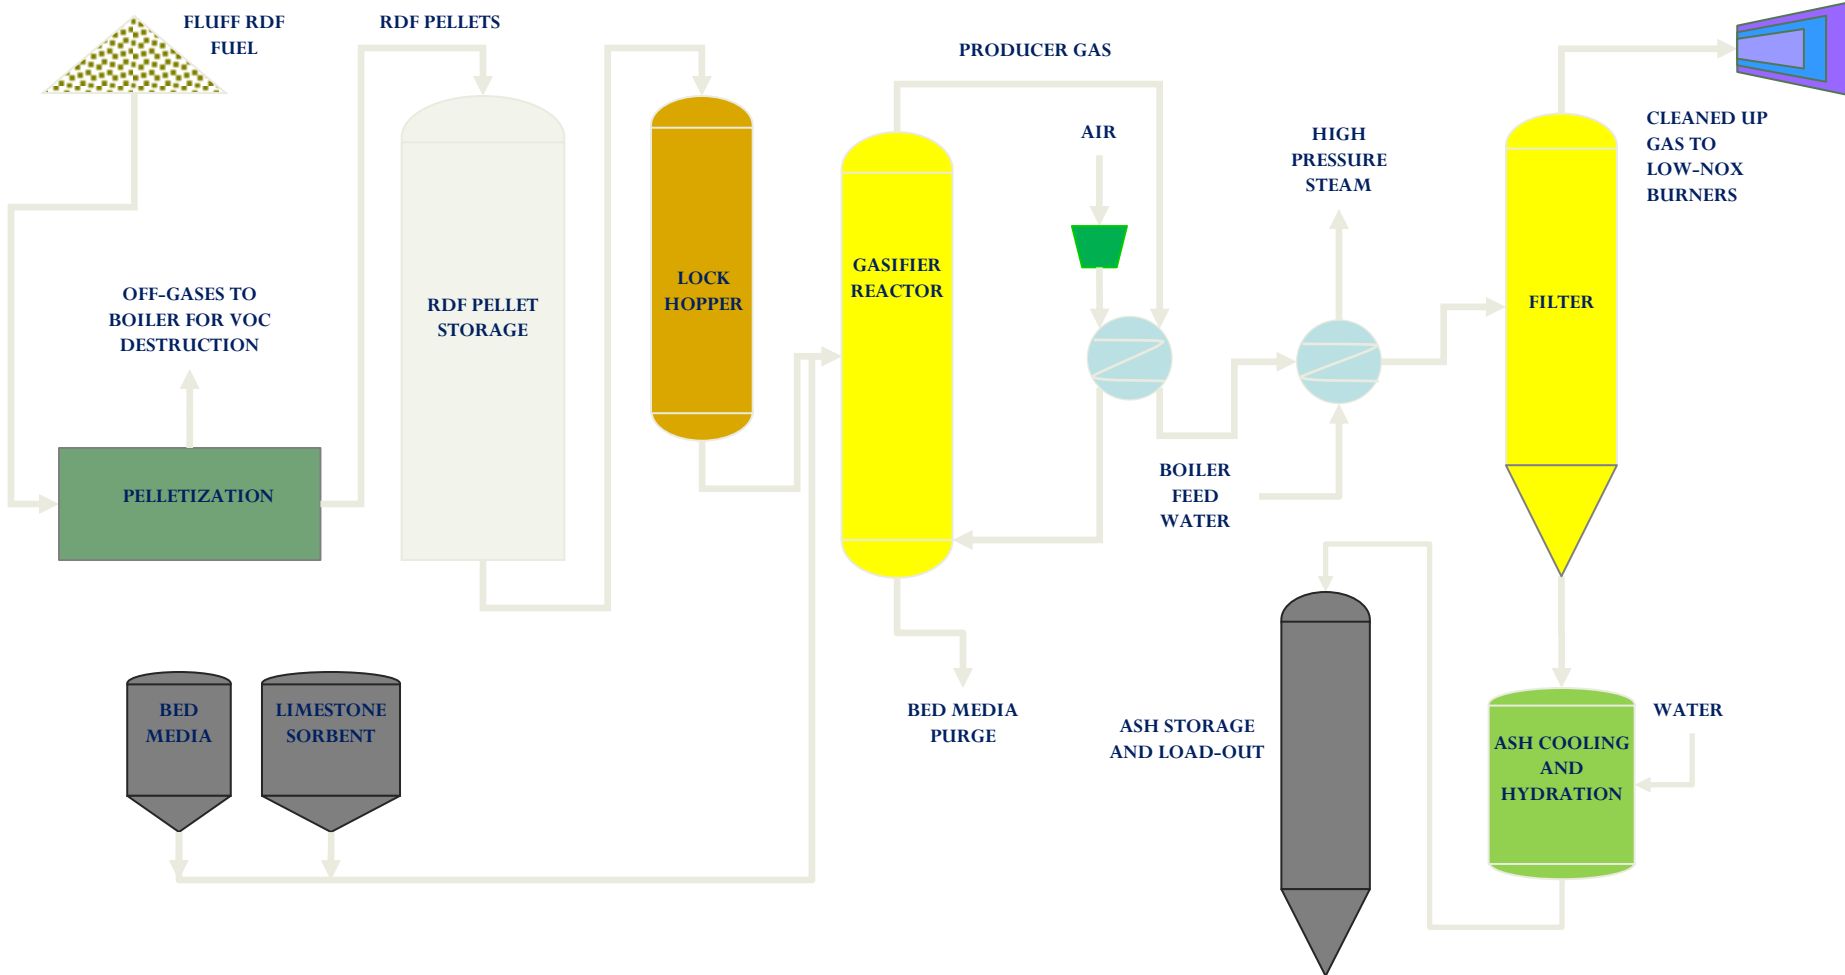 FLUFF RDF
FUEL
RDF PELLETS
PRODUCER GAS
AIR
HIGH
PRESSURE
STEAM
CLEANED UP
GAS TO
LOW-NOX
BURNERS
OFF-GASES TO
BOILER FOR VOC
DESTRUCTION
RDF PELLET
STORAGE
LOCK
HOPPER
GASIFIER
REACTOR
FILTER
PELLETIZATION
BOILER
FEED
WATER
BED
MEDIA
LIMESTONE
SORBENT
BED MEDIA
PURGE
ASH STORAGE
AND LOAD-OUT
ASH COOLING
AND
HYDRATION
WATER